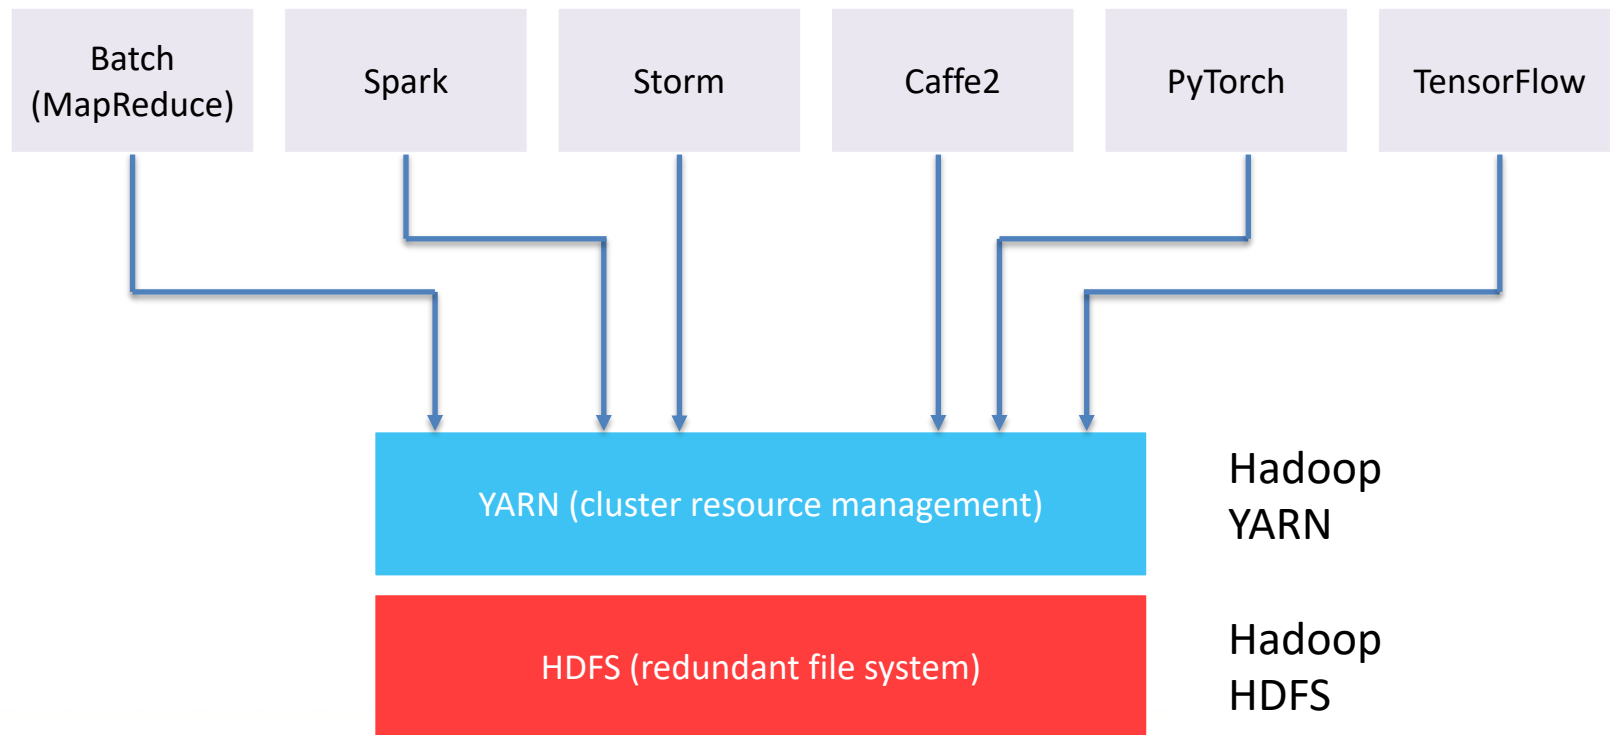 Batch
(MapReduce)
Spark
Storm
Caffe2
PyTorch
TensorFlow
YARN (cluster resource management)
Hadoop
YARN
HDFS (redundant file system)
Hadoop
HDFS